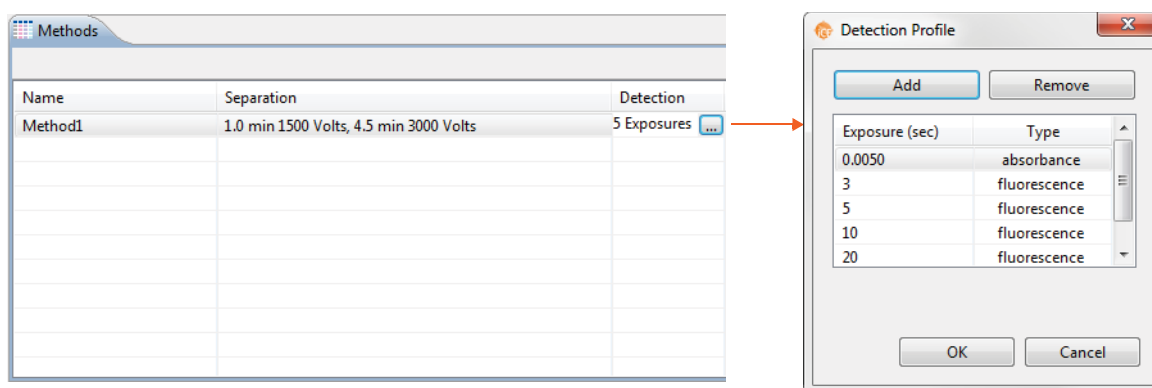 Methods
Name Separation Detection
Method1 1.0 min 1500 Volts, 4.5 min 3000 Volts 5 Exposures ...
Detection Profile
Add Remove
Exposure (sec) Type
0.0050 absorbance
3 fluorescence
5 fluorescence
10 fluorescence
20 fluorescence
OK Cancel